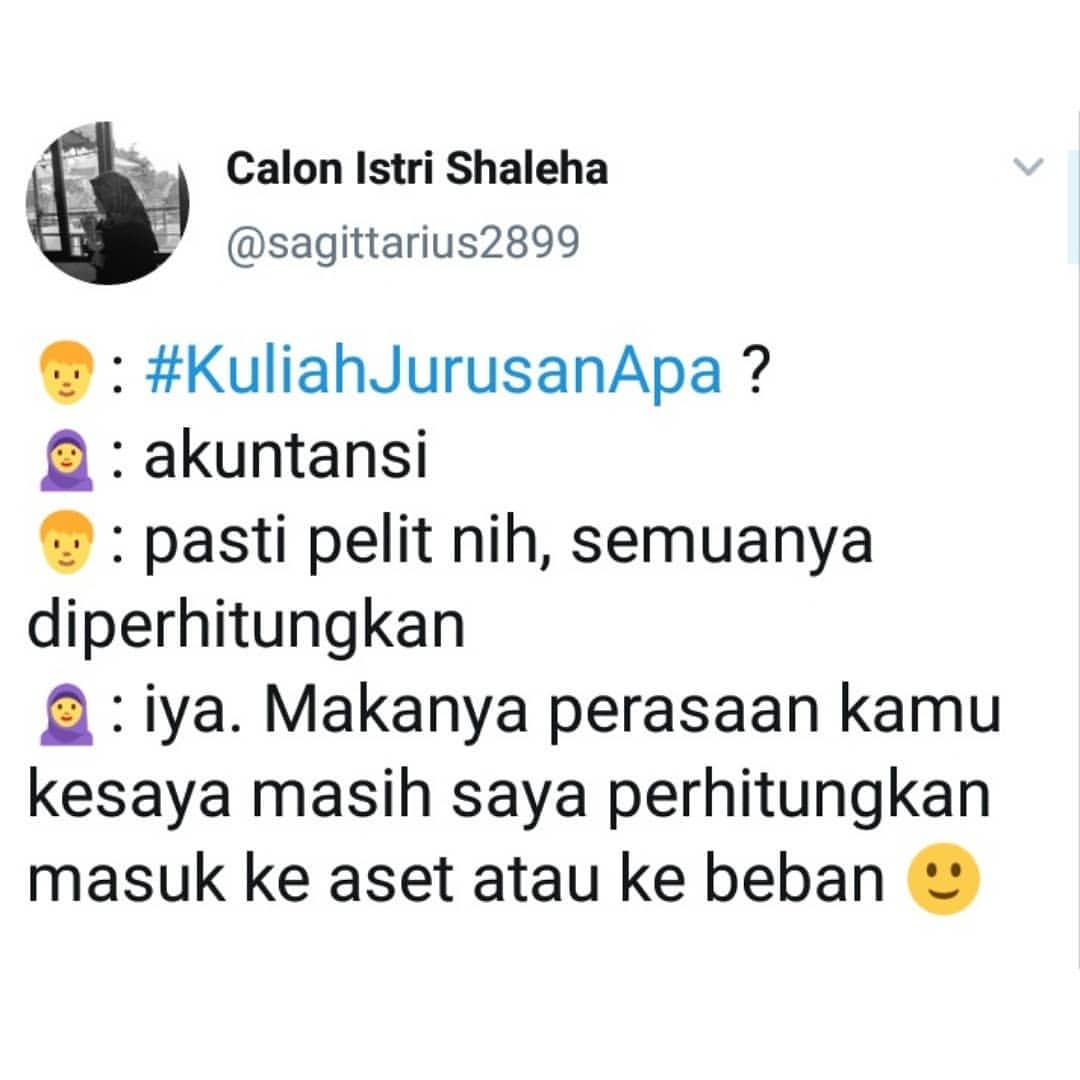 Calon Istri Shaleha
@sagittarius2899
👦: #KuliahJurusanApa ?
🧕: akuntansi
👦: pasti pelit nih, semuanya
diperhitungkan
🧕: iya. Makanya perasaan kamu
kesaya masih saya perhitungkan
masuk ke aset atau ke beban 🙂